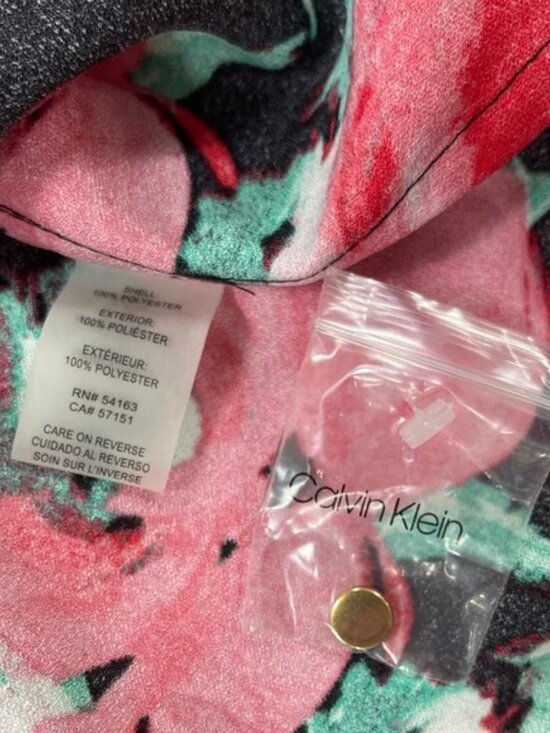 SHELL
100% POLYESTER
EXTERIOR:
100% POLIÉSTER
EXTÉRIEUR:
100% POLYESTER
RN# 54163
CA# 57151
CARE ON REVERSE
CUIDADO AL REVERSO
SOIN SUR L'INVERSE
Calvin Klein